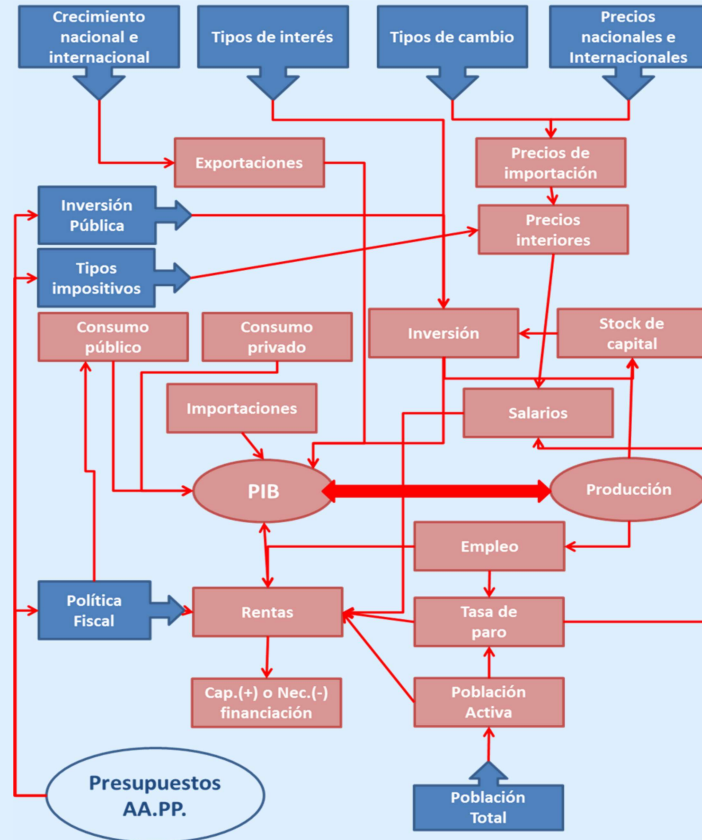 Crecimiento
nacional e
internacional
Tipos de interés
Tipos de cambio
Precios
nacionales e
Internacionales
Exportaciones
Precios de
importación
Inversión
Pública
Precios
interiores
Tipos
impositivos
Consumo
público
Consumo
privado
Inversión
Stock de
capital
Importaciones
Salarios
PIB
Producción
Empleo
Política
Fiscal
Rentas
Tasa de
paro
Cap.(+) o Nec.(-)
financiación
Población
Activa
Presupuestos
AA.PP.
Población
Total